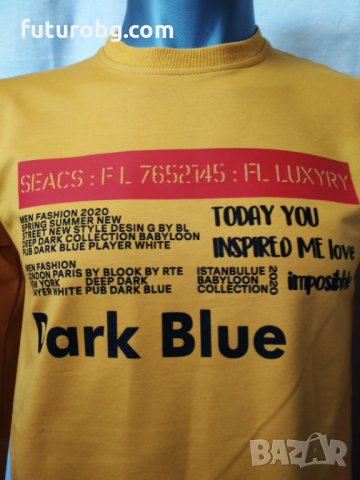 futurobg.com
SEACS : F L 7652145 : FL LUXYRY
MEN FASHION 2020
SPRING SUMMER NEW
STREET NEW STYLE DESIN G BY BL
DEEP DARK COLLECTION BABYLOON
PUB DARK BLUE PLAYER WHITE
TODAY YOU
INSPIRED ME love
imposible
MEN FASHION
LONDON PARIS BY BLOOK BY RTE
NEW YORK DEEP DARK
AYER WHITE PUB DARK BLUE
ISTANBULUE
BABYLOON
COLLECTION
2020
Dark Blue
BAZAR